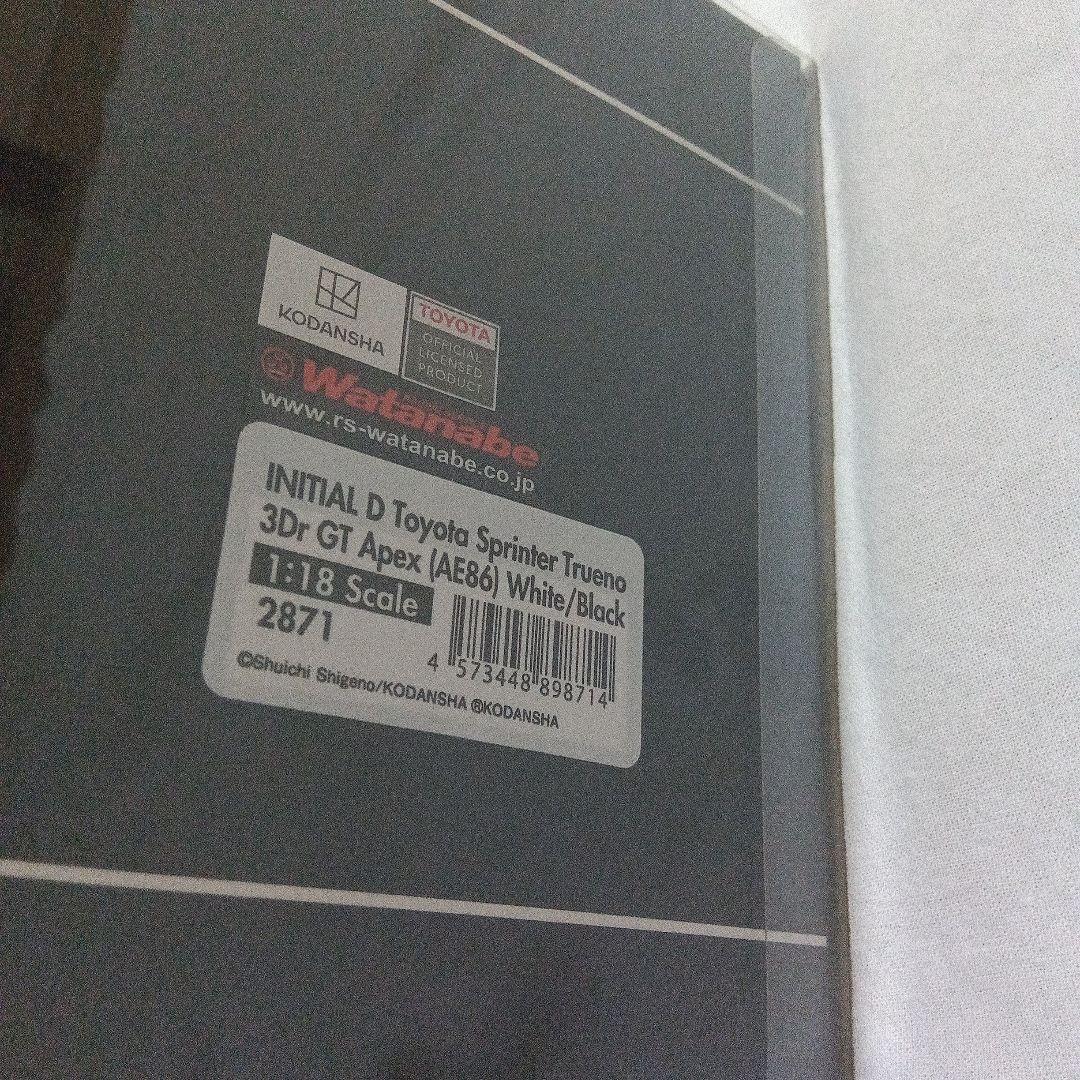 KODANSHA
TOYOTA
OFFICIAL
LICENSED
PRODUCT
Watanabe
www.rs-watanabe.co.jp
INITIAL D Toyota Sprinter Trueno
3Dr GT Apex (AE86) White/Black
1:18 Scale
2871
4 573448 898714
©Shuichi Shigeno/KODANSHA ®KODANSHA